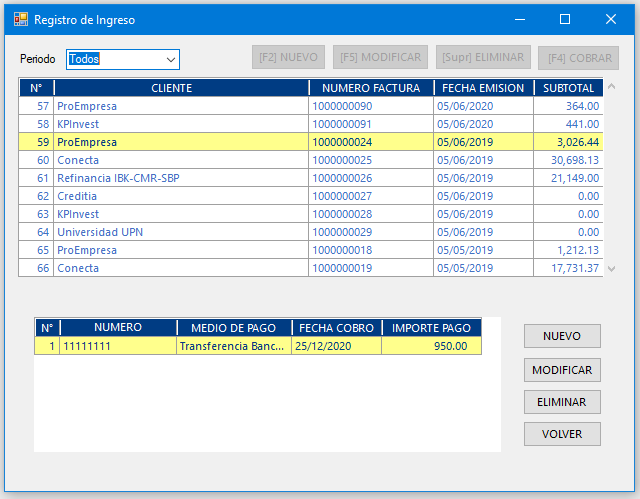 Registro de Ingreso
Periodo Todos [F2] NUEVO [F5] MODIFICAR [Supr] ELIMINAR [F4] COBRAR
N° CLIENTE NUMERO FACTURA FECHA EMISION SUBTOTAL
57 ProEmpresa 1000000090 05/06/2020 364.00
58 KPInvest 1000000091 05/06/2020 441.00
59 ProEmpresa 1000000024 05/06/2019 3,026.44
60 Conecta 1000000025 05/06/2019 30,698.13
61 Refinancia IBK-CMR-SBP 1000000026 05/06/2019 21,149.00
62 Creditia 1000000027 05/06/2019 0.00
63 KPInvest 1000000028 05/06/2019 0.00
64 Universidad UPN 1000000029 05/06/2019 0.00
65 ProEmpresa 1000000018 05/05/2019 1,212.13
66 Conecta 1000000019 05/05/2019 17,731.37
N° NUMERO MEDIO DE PAGO FECHA COBRO IMPORTE PAGO
1 11111111 Transferencia Banc... 25/12/2020 950.00
NUEVO
MODIFICAR
ELIMINAR
VOLVER